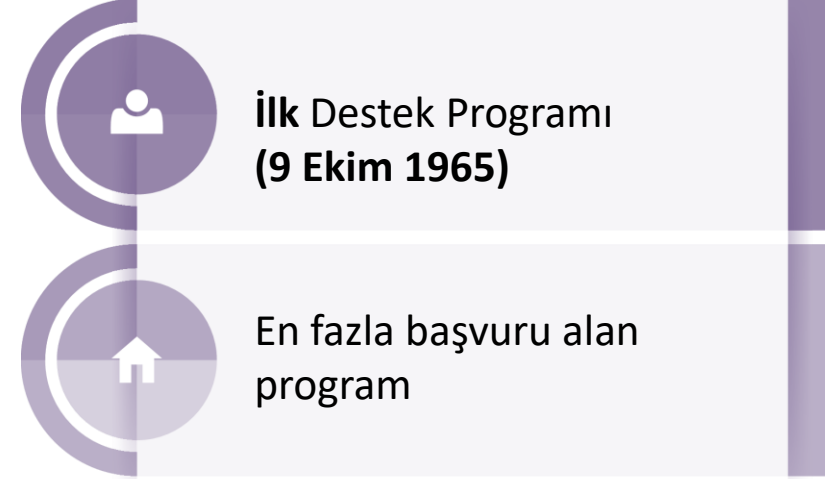 İlk Destek Programı
(9 Ekim 1965)
En fazla başvuru alan
program